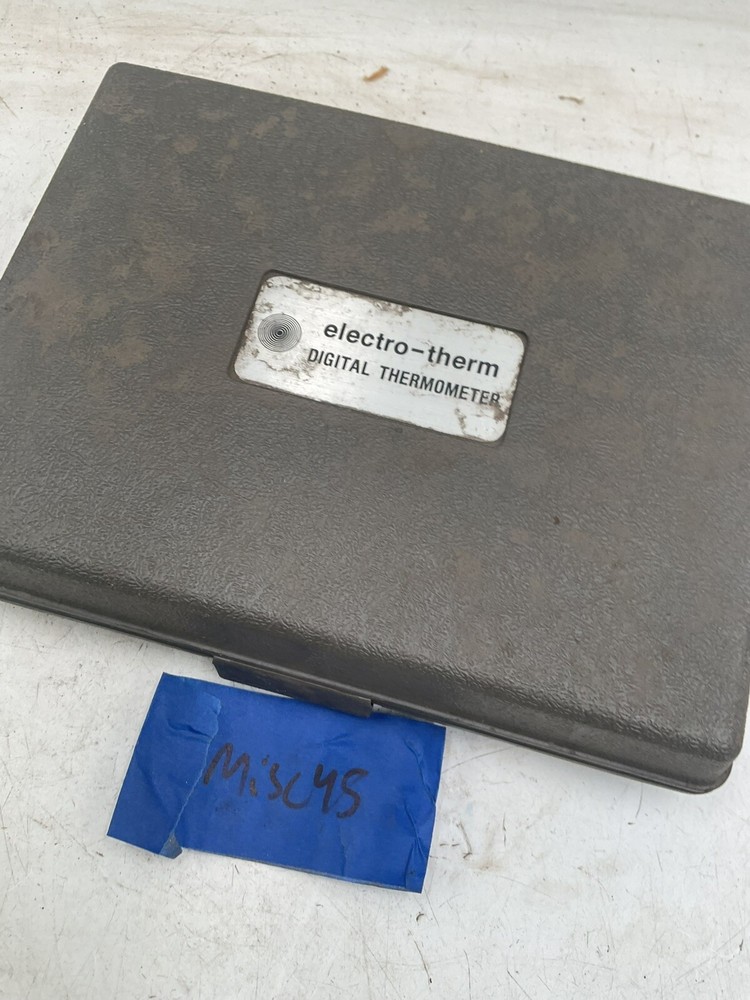 electro-therm
DIGITAL THERMOMETER
Misc45